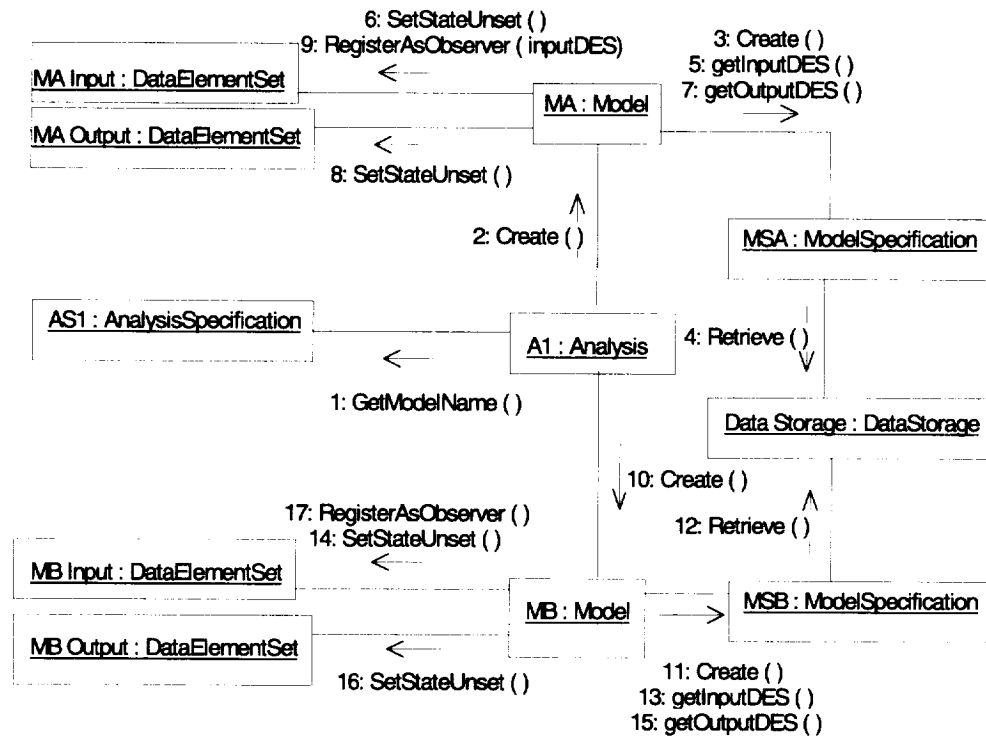 6: SetStateUnset ( )
9: RegisterAsObserver ( inputDES)
3: Create ( )
5: getInputDES ( )
7: getOutputDES ( )
MA Input : DataElementSet
MA : Model
MA Output : DataElementSet
8: SetStateUnset ( )
2: Create ( )
MSA : ModelSpecification
AS1 : AnalysisSpecification
A1 : Analysis
4: Retrieve ( )
1: GetModelName ( )
Data Storage : DataStorage
10: Create ( )
17: RegisterAsObserver ( )
14: SetStateUnset ( )
12: Retrieve ( )
MB Input : DataElementSet
MB : Model
MSB : ModelSpecification
MB Output : DataElementSet
16: SetStateUnset ( )
11: Create ( )
13: getInputDES ( )
15: getOutputDES ( )